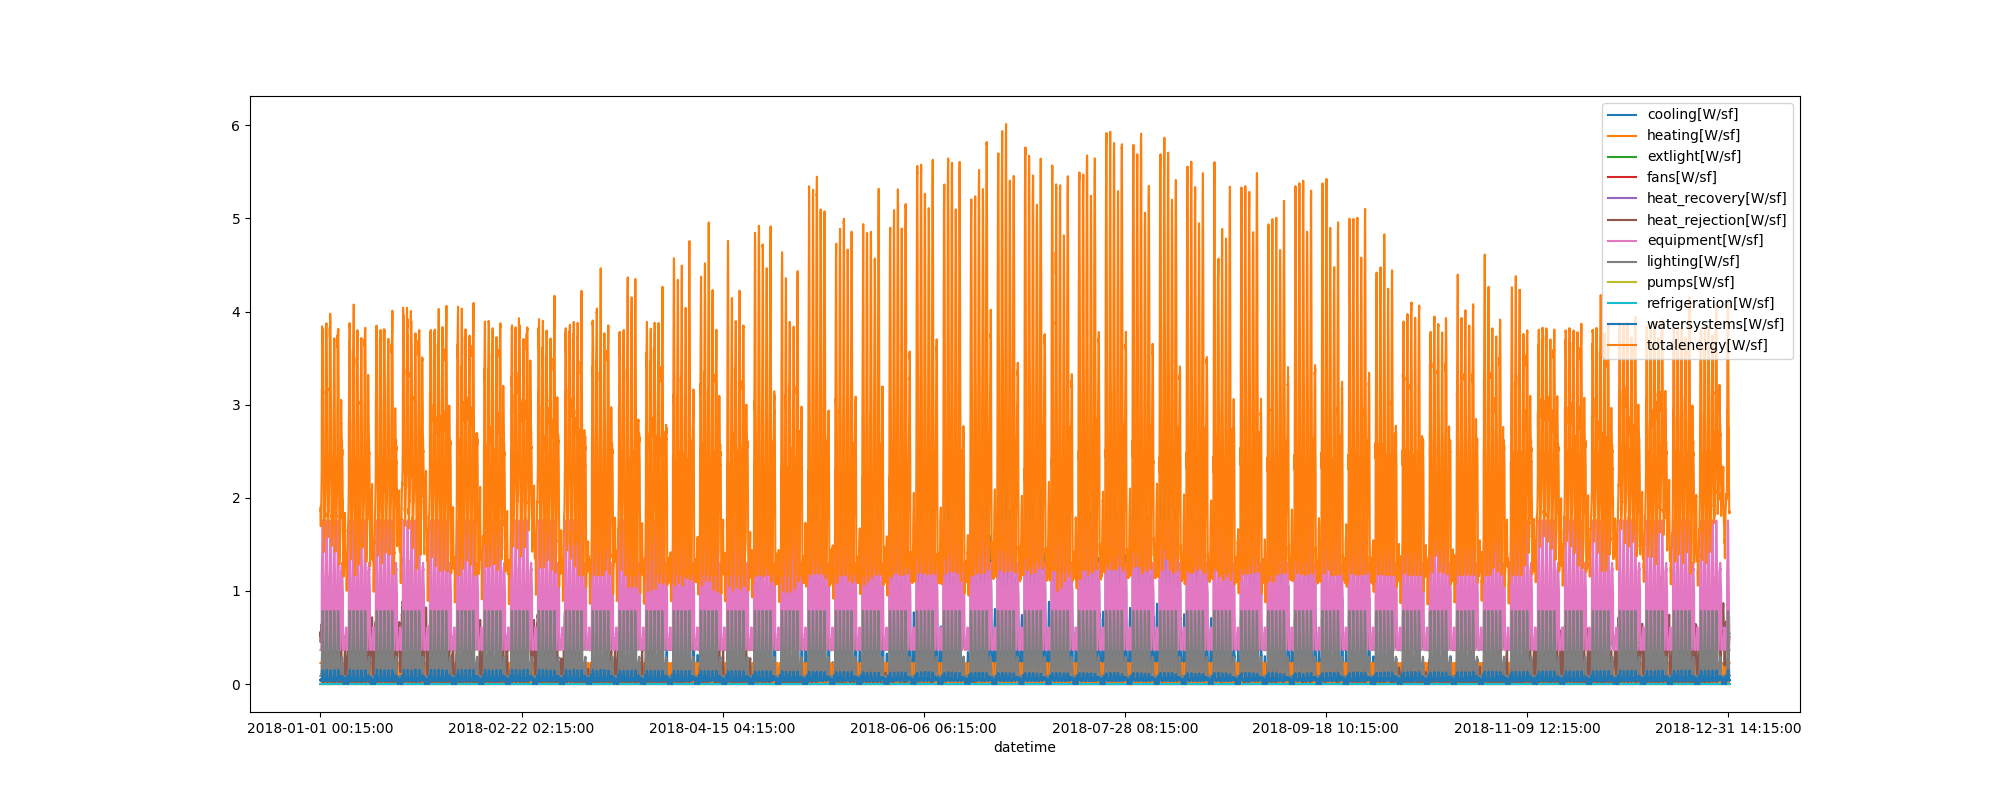 cooling[W/sf]
heating[W/sf]
extlight[W/sf]
fans[W/sf]
heat_recovery[W/sf]
heat_rejection[W/sf]
equipment[W/sf]
lighting[W/sf]
pumps[W/sf]
refrigeration[W/sf]
watersystems[W/sf]
totalenergy[W/sf]
6
5
4
3
2
1
0
2018-01-01 00:15:00 2018-02-22 02:15:00 2018-04-15 04:15:00 2018-06-06 06:15:00 2018-07-28 08:15:00 2018-09-18 10:15:00 2018-11-09 12:15:00 2018-12-31 14:15:00
datetime